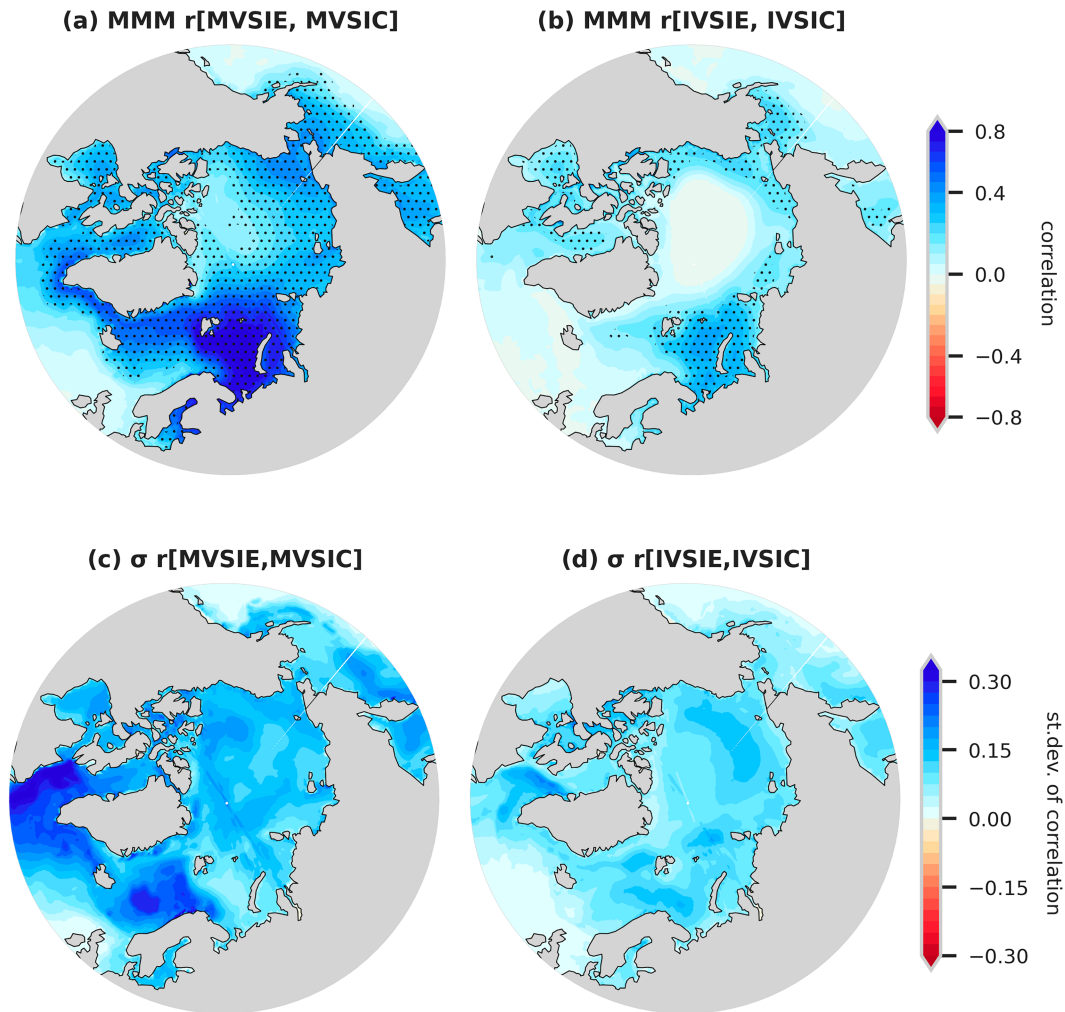 (a) MMM r[MVSIE, MVSIC]
(b) MMM r[IVSIE, IVSIC]
0.8
0.4
0.0
−0.4
−0.8
correlation
(c) σ r[MVSIE,MVSIC]
(d) σ r[IVSIE,IVSIC]
0.30
0.15
0.00
−0.15
−0.30
st.dev. of correlation